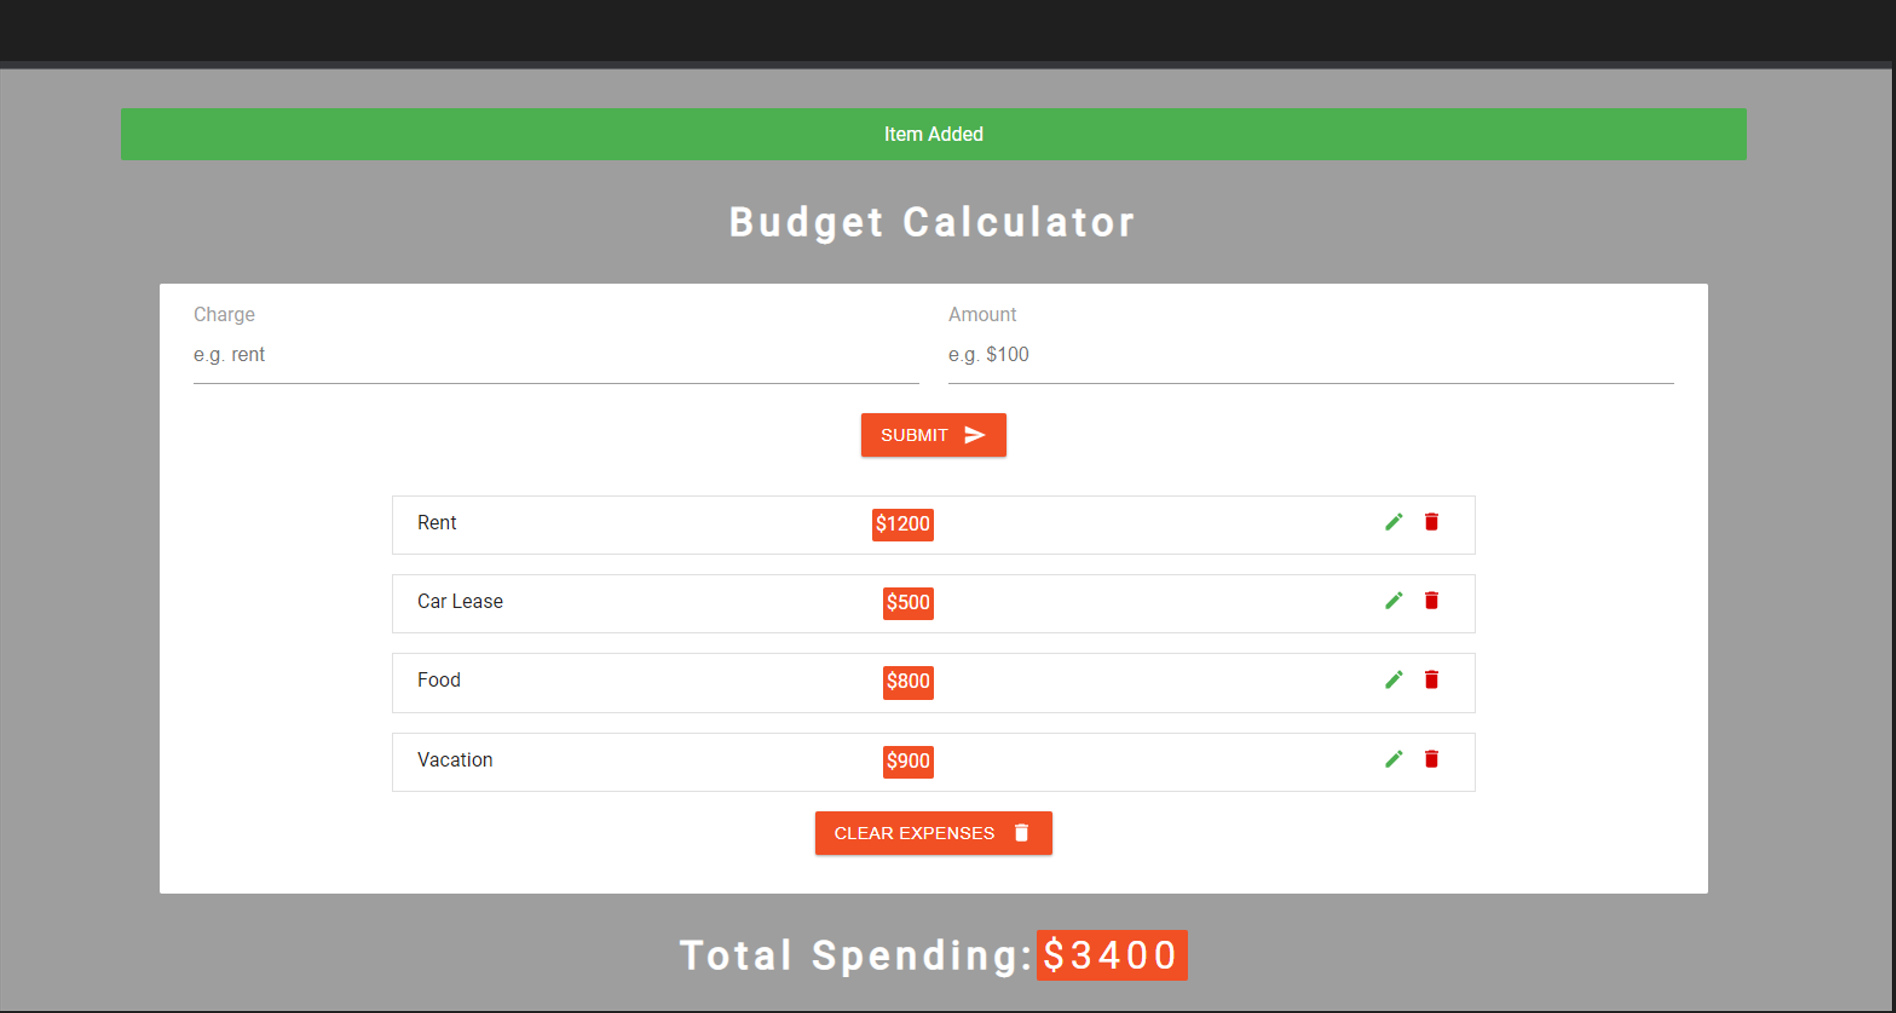 Item Added
Budget Calculator
Charge Amount
e.g. rent e.g. $100
SUBMIT
Rent $1200
Car Lease $500
Food $800
Vacation $900
CLEAR EXPENSES
Total Spending: $3400